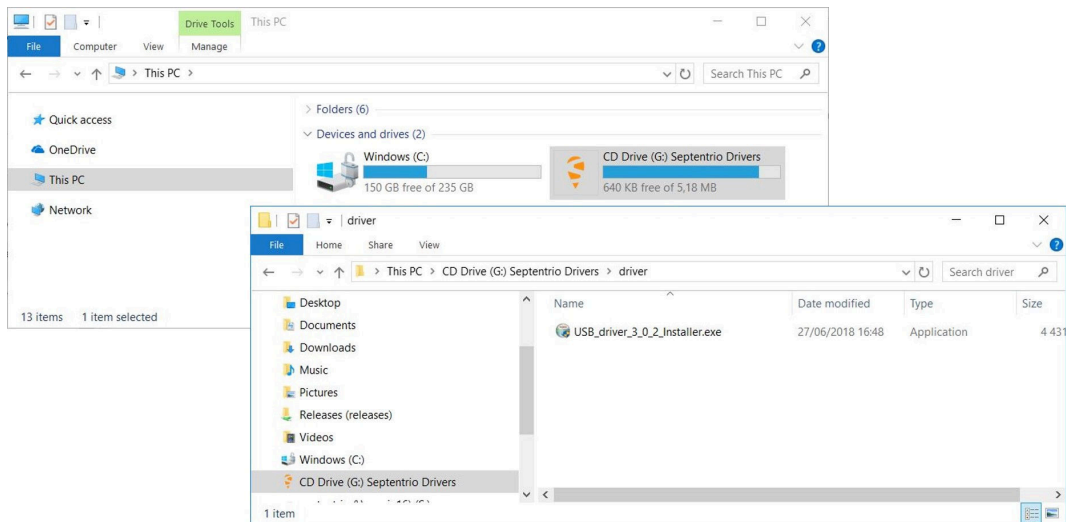 Drive Tools This PC
File Computer View Manage
This PC Search This PC
Quick access
OneDrive
This PC
Network
Folders (6)
Devices and drives (2)
Windows (C:)
150 GB free of 235 GB
CD Drive (G:) Septentrio Drivers
640 KB free of 5,18 MB
13 items 1 item selected
driver
File Home Share View
This PC CD Drive (G:) Septentrio Drivers driver Search driver
Desktop
Documents
Downloads
Music
Pictures
Releases (releases)
Videos
Windows (C:)
CD Drive (G:) Septentrio Drivers
Name Date modified Type Size
USB_driver_3_0_2_Installer.exe 27/06/2018 16:48 Application 4 431
1 item